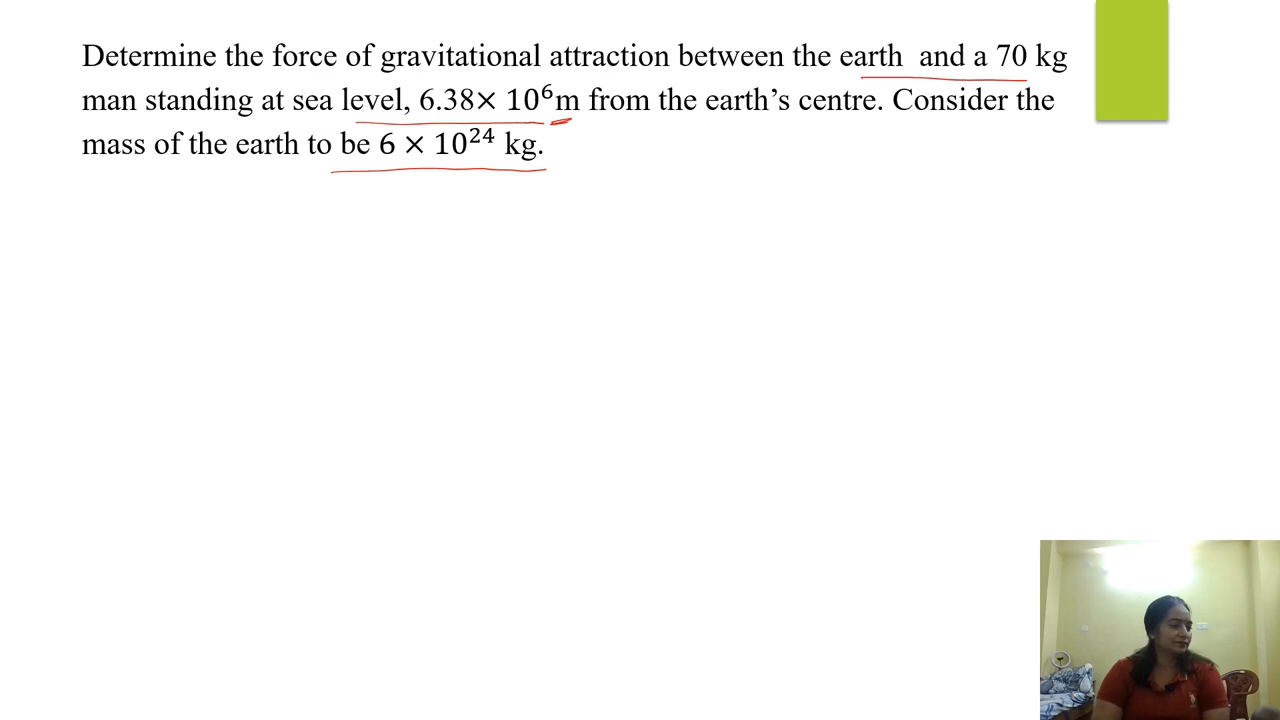 Determine the force of gravitational attraction between the earth and a 70 kg
man standing at sea level, 6.38× 10⁶m from the earth’s centre. Consider the
mass of the earth to be 6 × 10²⁴ kg.